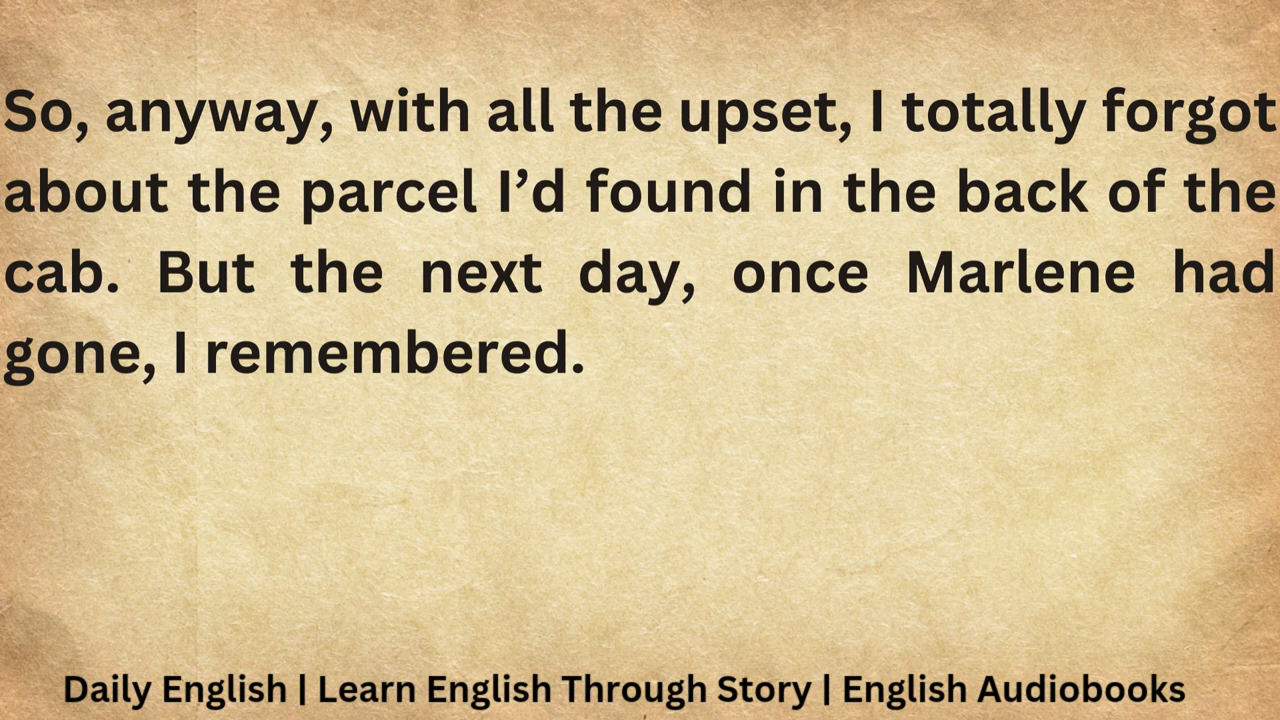 So, anyway, with all the upset, I totally forgot
about the parcel I’d found in the back of the
cab. But the next day, once Marlene had
gone, I remembered.
Daily English | Learn English Through Story | English Audiobooks